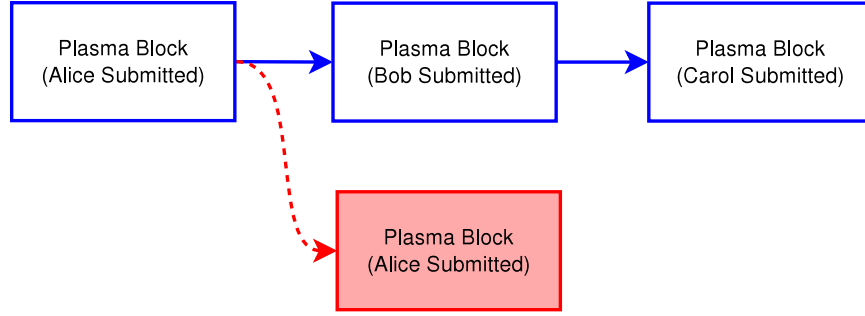 Plasma Block
(Alice Submitted)
Plasma Block
(Bob Submitted)
Plasma Block
(Carol Submitted)
Plasma Block
(Alice Submitted)